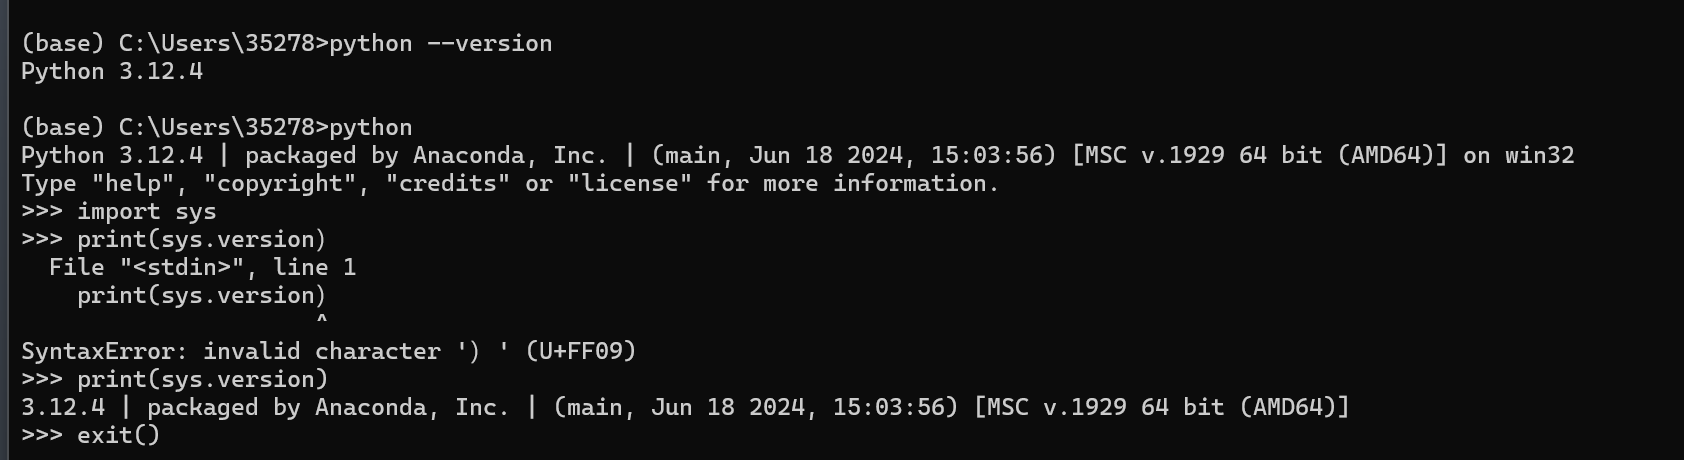 (base) C:\Users\35278>python --version
Python 3.12.4
(base) C:\Users\35278>python
Python 3.12.4 | packaged by Anaconda, Inc. | (main, Jun 18 2024, 15:03:56) [MSC v.1929 64 bit (AMD64)] on win32
Type "help", "copyright", "credits" or "license" for more information.
>>> import sys
>>> print(sys.version）
  File "<stdin>", line 1
    print(sys.version）
                     ^
SyntaxError: invalid character '）' (U+FF09)
>>> print(sys.version)
3.12.4 | packaged by Anaconda, Inc. | (main, Jun 18 2024, 15:03:56) [MSC v.1929 64 bit (AMD64)]
>>> exit()